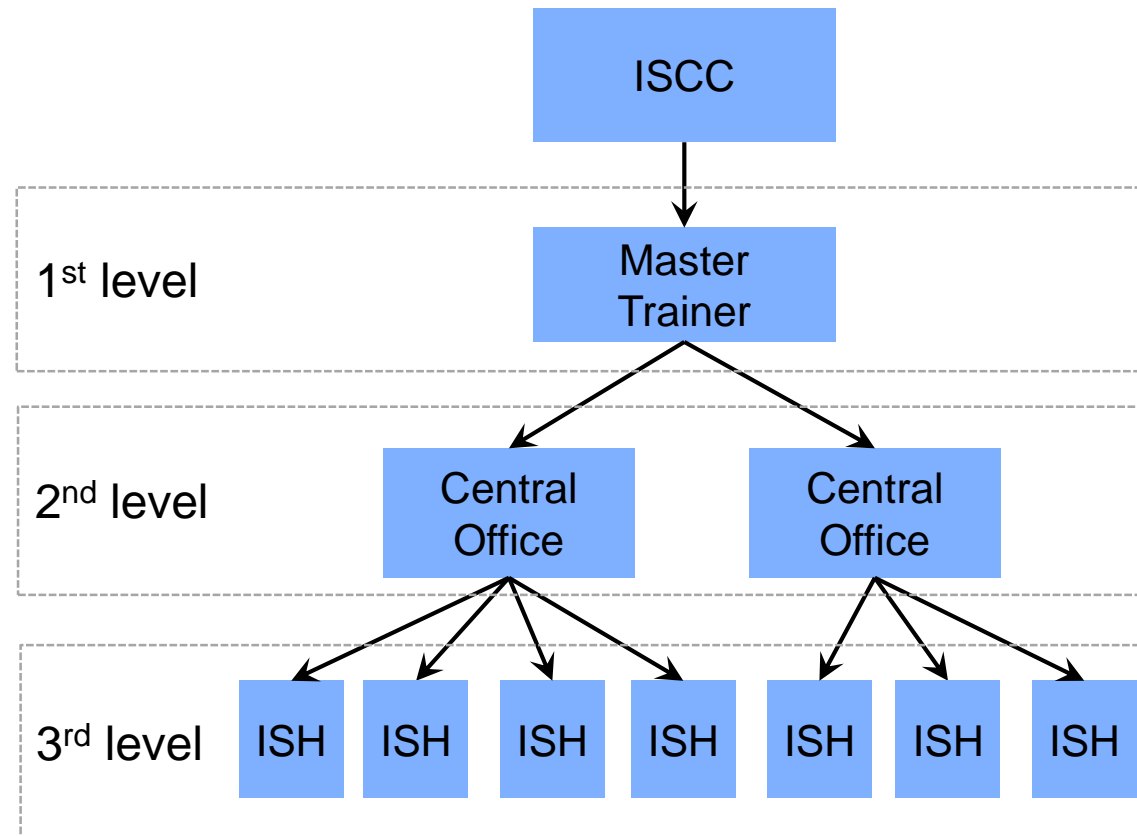 ISCC
1st level
Master
Trainer
2nd level
Central
Office
Central
Office
3rd level
ISH
ISH
ISH
ISH
ISH
ISH
ISH